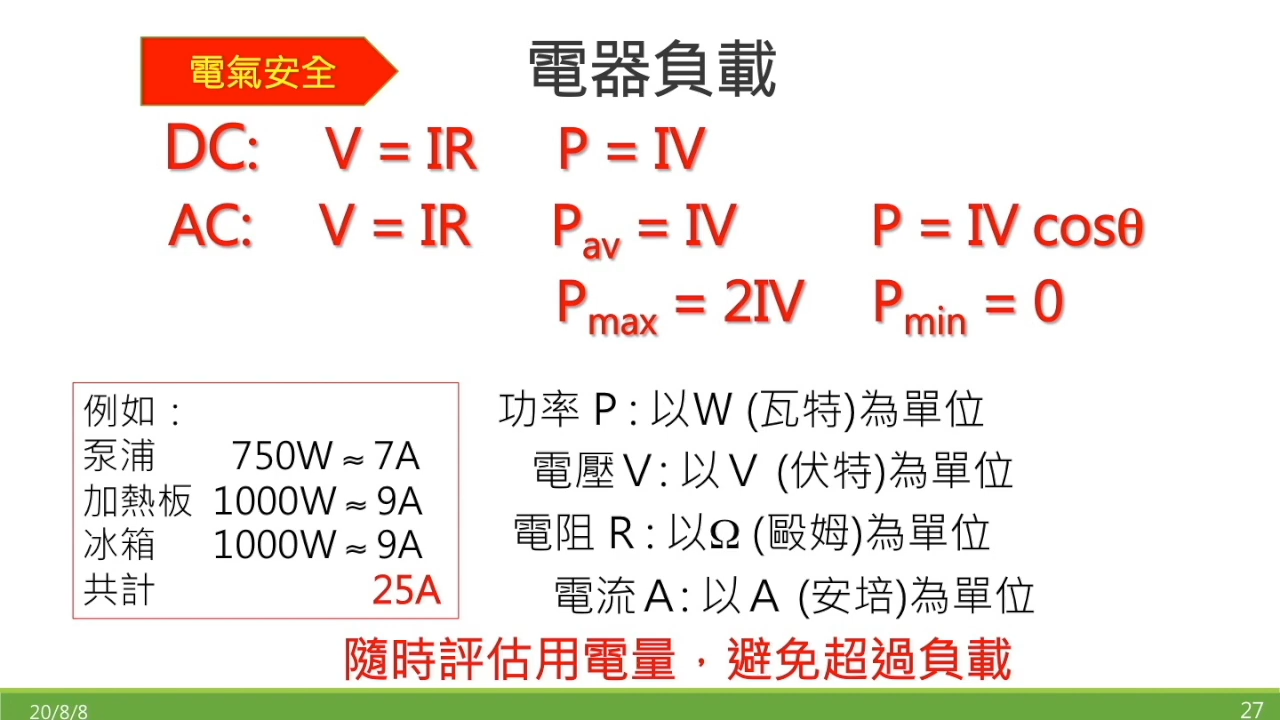 電氣安全
電器負載
DC: V = IR P = IV
AC: V = IR Pav = IV P = IV cosθ
Pmax = 2IV Pmin = 0
例如：
泵浦 750W ≈ 7A
加熱板 1000W ≈ 9A
冰箱 1000W ≈ 9A
共計 25A
功率 P : 以W (瓦特)為單位
電壓 V : 以 V (伏特)為單位
電阻 R : 以Ω (毆姆)為單位
電流 A : 以 A (安培)為單位
隨時評估用電量，避免超過負載
20/8/8
27